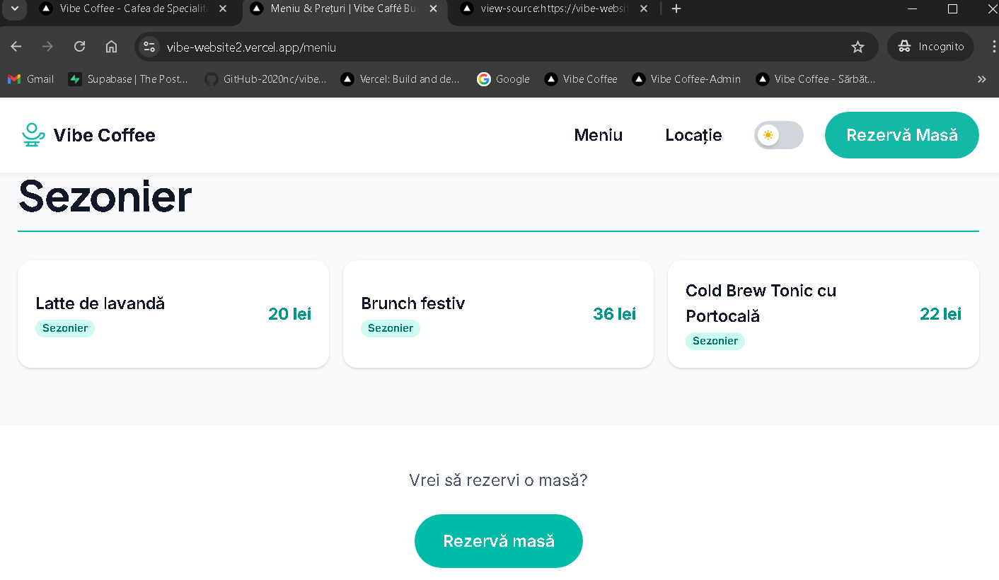 Vibe Coffee - Cafea de Specialit
Meniu & Prețuri | Vibe Caffè Bu
view-source:https://vibe-websi
vibe-website2.vercel.app/meniu
Incognito
Gmail
Supabase | The Post...
GitHub-2020nc/vibe...
Vercel: Build and de...
Google
Vibe Coffee
Vibe Coffee-Admin
Vibe Coffee - Sărbăt...
Vibe Coffee
Meniu
Locație
Rezervă Masă
Sezonier
Latte de lavandă
Sezonier
20 lei
Brunch festiv
Sezonier
36 lei
Cold Brew Tonic cu
Portocală
Sezonier
22 lei
Vrei să rezervi o masă?
Rezervă masă